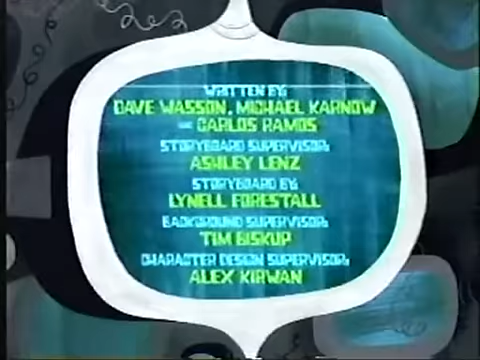 WRITTEN BY:
DAVE WASSON, MICHAEL KARNOW
— CARLOS RAMOS
STORYBOARD SUPERVISOR:
ASHLEY LENZ
STORYBOARD BY:
LYNELL FORESTALL
BACKGROUND SUPERVISOR:
TIM BISKUP
CHARACTER DESIGN SUPERVISOR:
ALEX KIRWAN